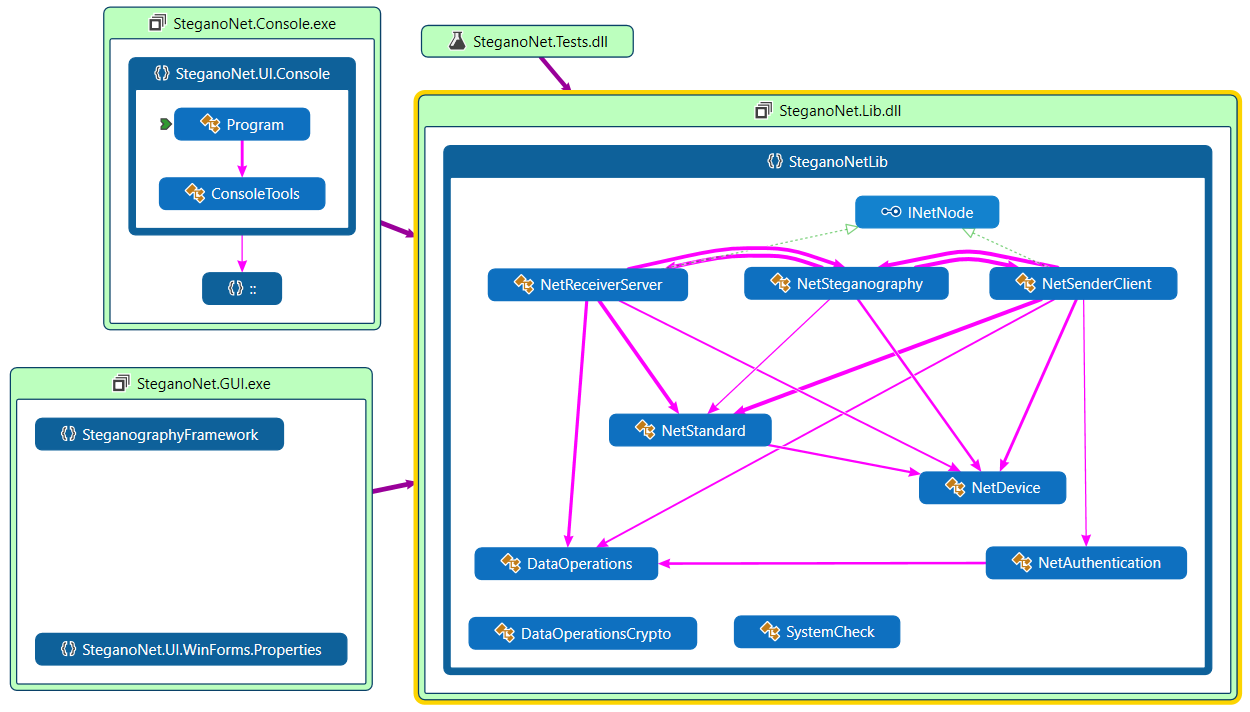 SteganoNet.Console.exe
SteganoNet.UI.Console
Program
ConsoleTools
::
SteganoNet.GUI.exe
SteganographyFramework
SteganoNet.UI.WinForms.Properties
SteganoNet.Tests.dll
SteganoNet.Lib.dll
SteganoNetLib
INetNode
NetReceiverServer
NetSteganography
NetSenderClient
NetStandard
NetDevice
DataOperations
NetAuthentication
DataOperationsCrypto
SystemCheck